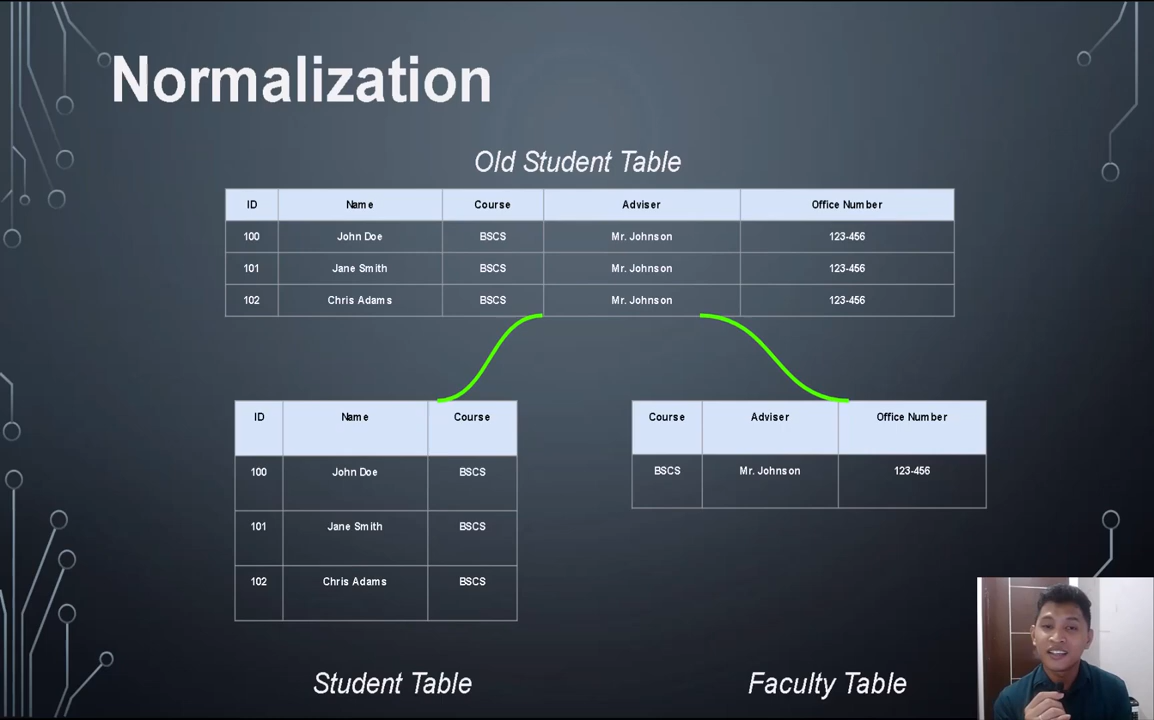 Normalization
Old Student Table
ID Name Course Adviser Office Number
100 John Doe BSCS Mr. Johnson 123-456
101 Jane Smith BSCS Mr. Johnson 123-456
102 Chris Adams BSCS Mr. Johnson 123-456
ID Name Course
100 John Doe BSCS
101 Jane Smith BSCS
102 Chris Adams BSCS
Student Table
Course Adviser Office Number
BSCS Mr. Johnson 123-456
Faculty Table